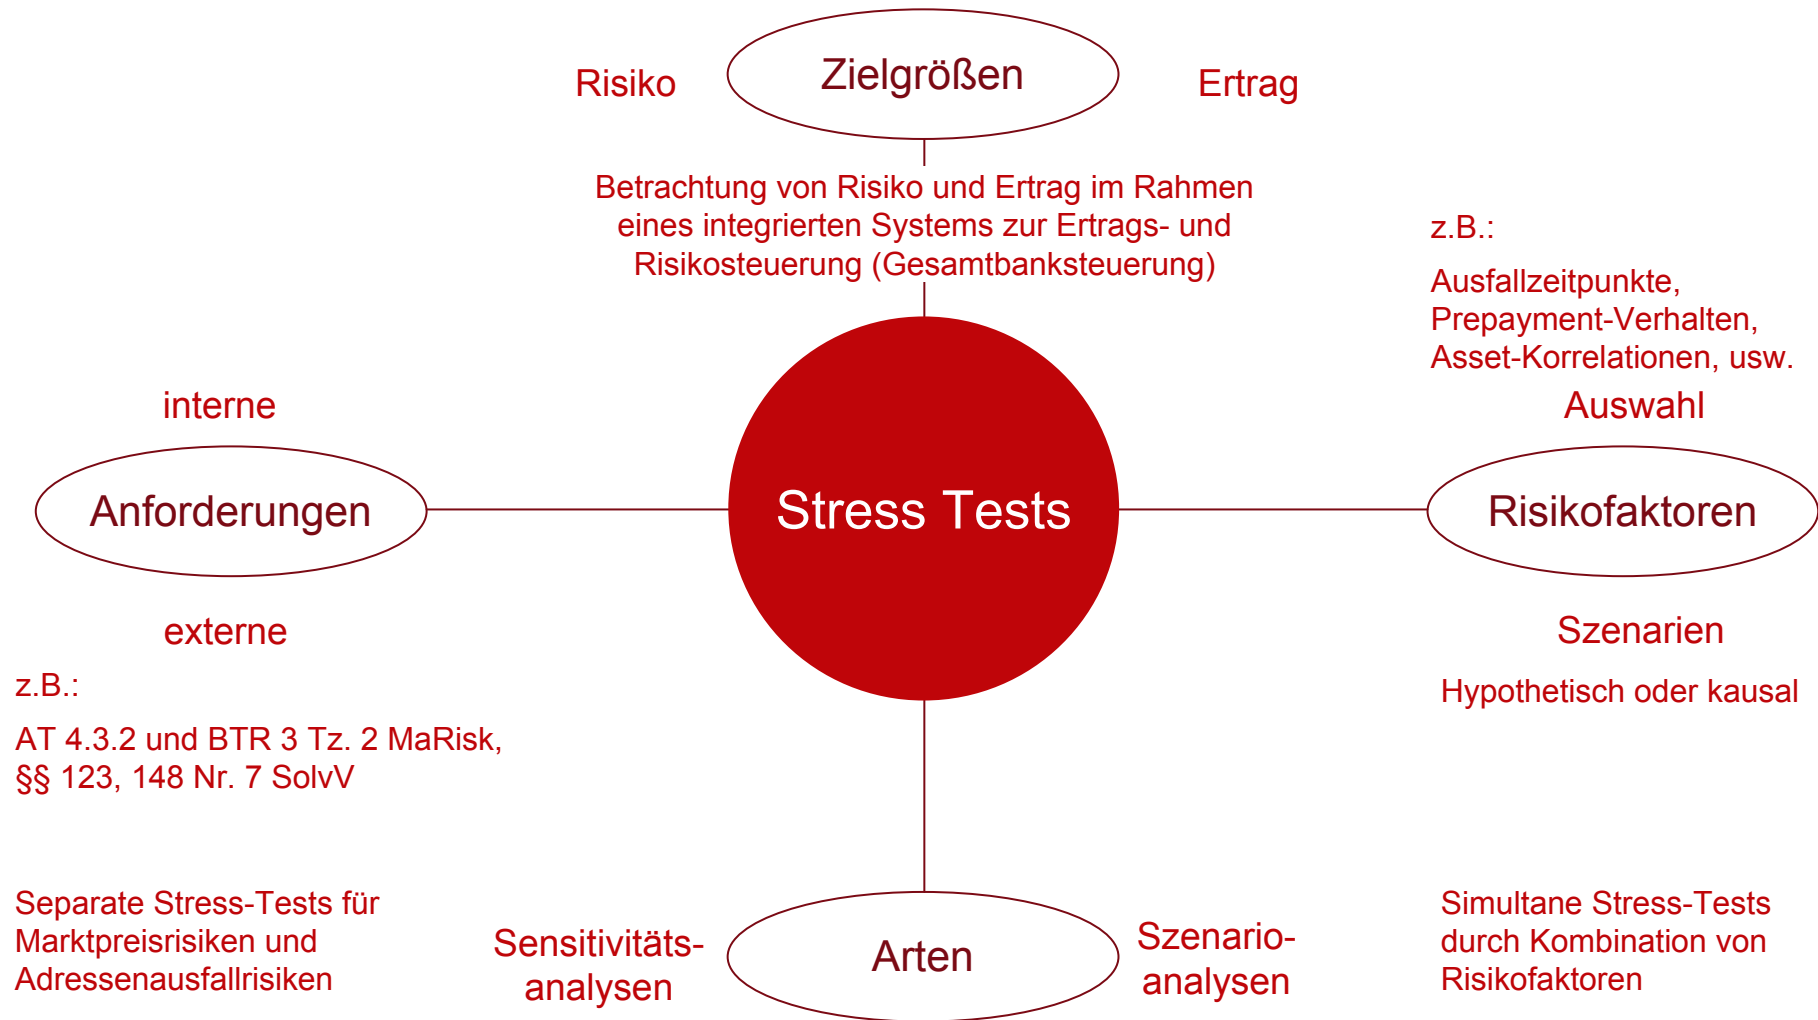 Risiko
Zielgrößen
Ertrag
Betrachtung von Risiko und Ertrag im Rahmen
eines integrierten Systems zur Ertrags- und
Risikosteuerung (Gesamtbanksteuerung)
z.B.:
Ausfallzeitpunkte,
Prepayment-Verhalten,
Asset-Korrelationen, usw.
interne
Auswahl
Anforderungen
Stress Tests
Risikofaktoren
externe
Szenarien
z.B.:
AT 4.3.2 und BTR 3 Tz. 2 MaRisk,
§§ 123, 148 Nr. 7 SolvV
Hypothetisch oder kausal
Separate Stress-Tests für
Marktpreisrisiken und
Adressenausfallrisiken
Sensitivitäts-
analysen
Arten
Szenario-
analysen
Simultane Stress-Tests
durch Kombination von
Risikofaktoren